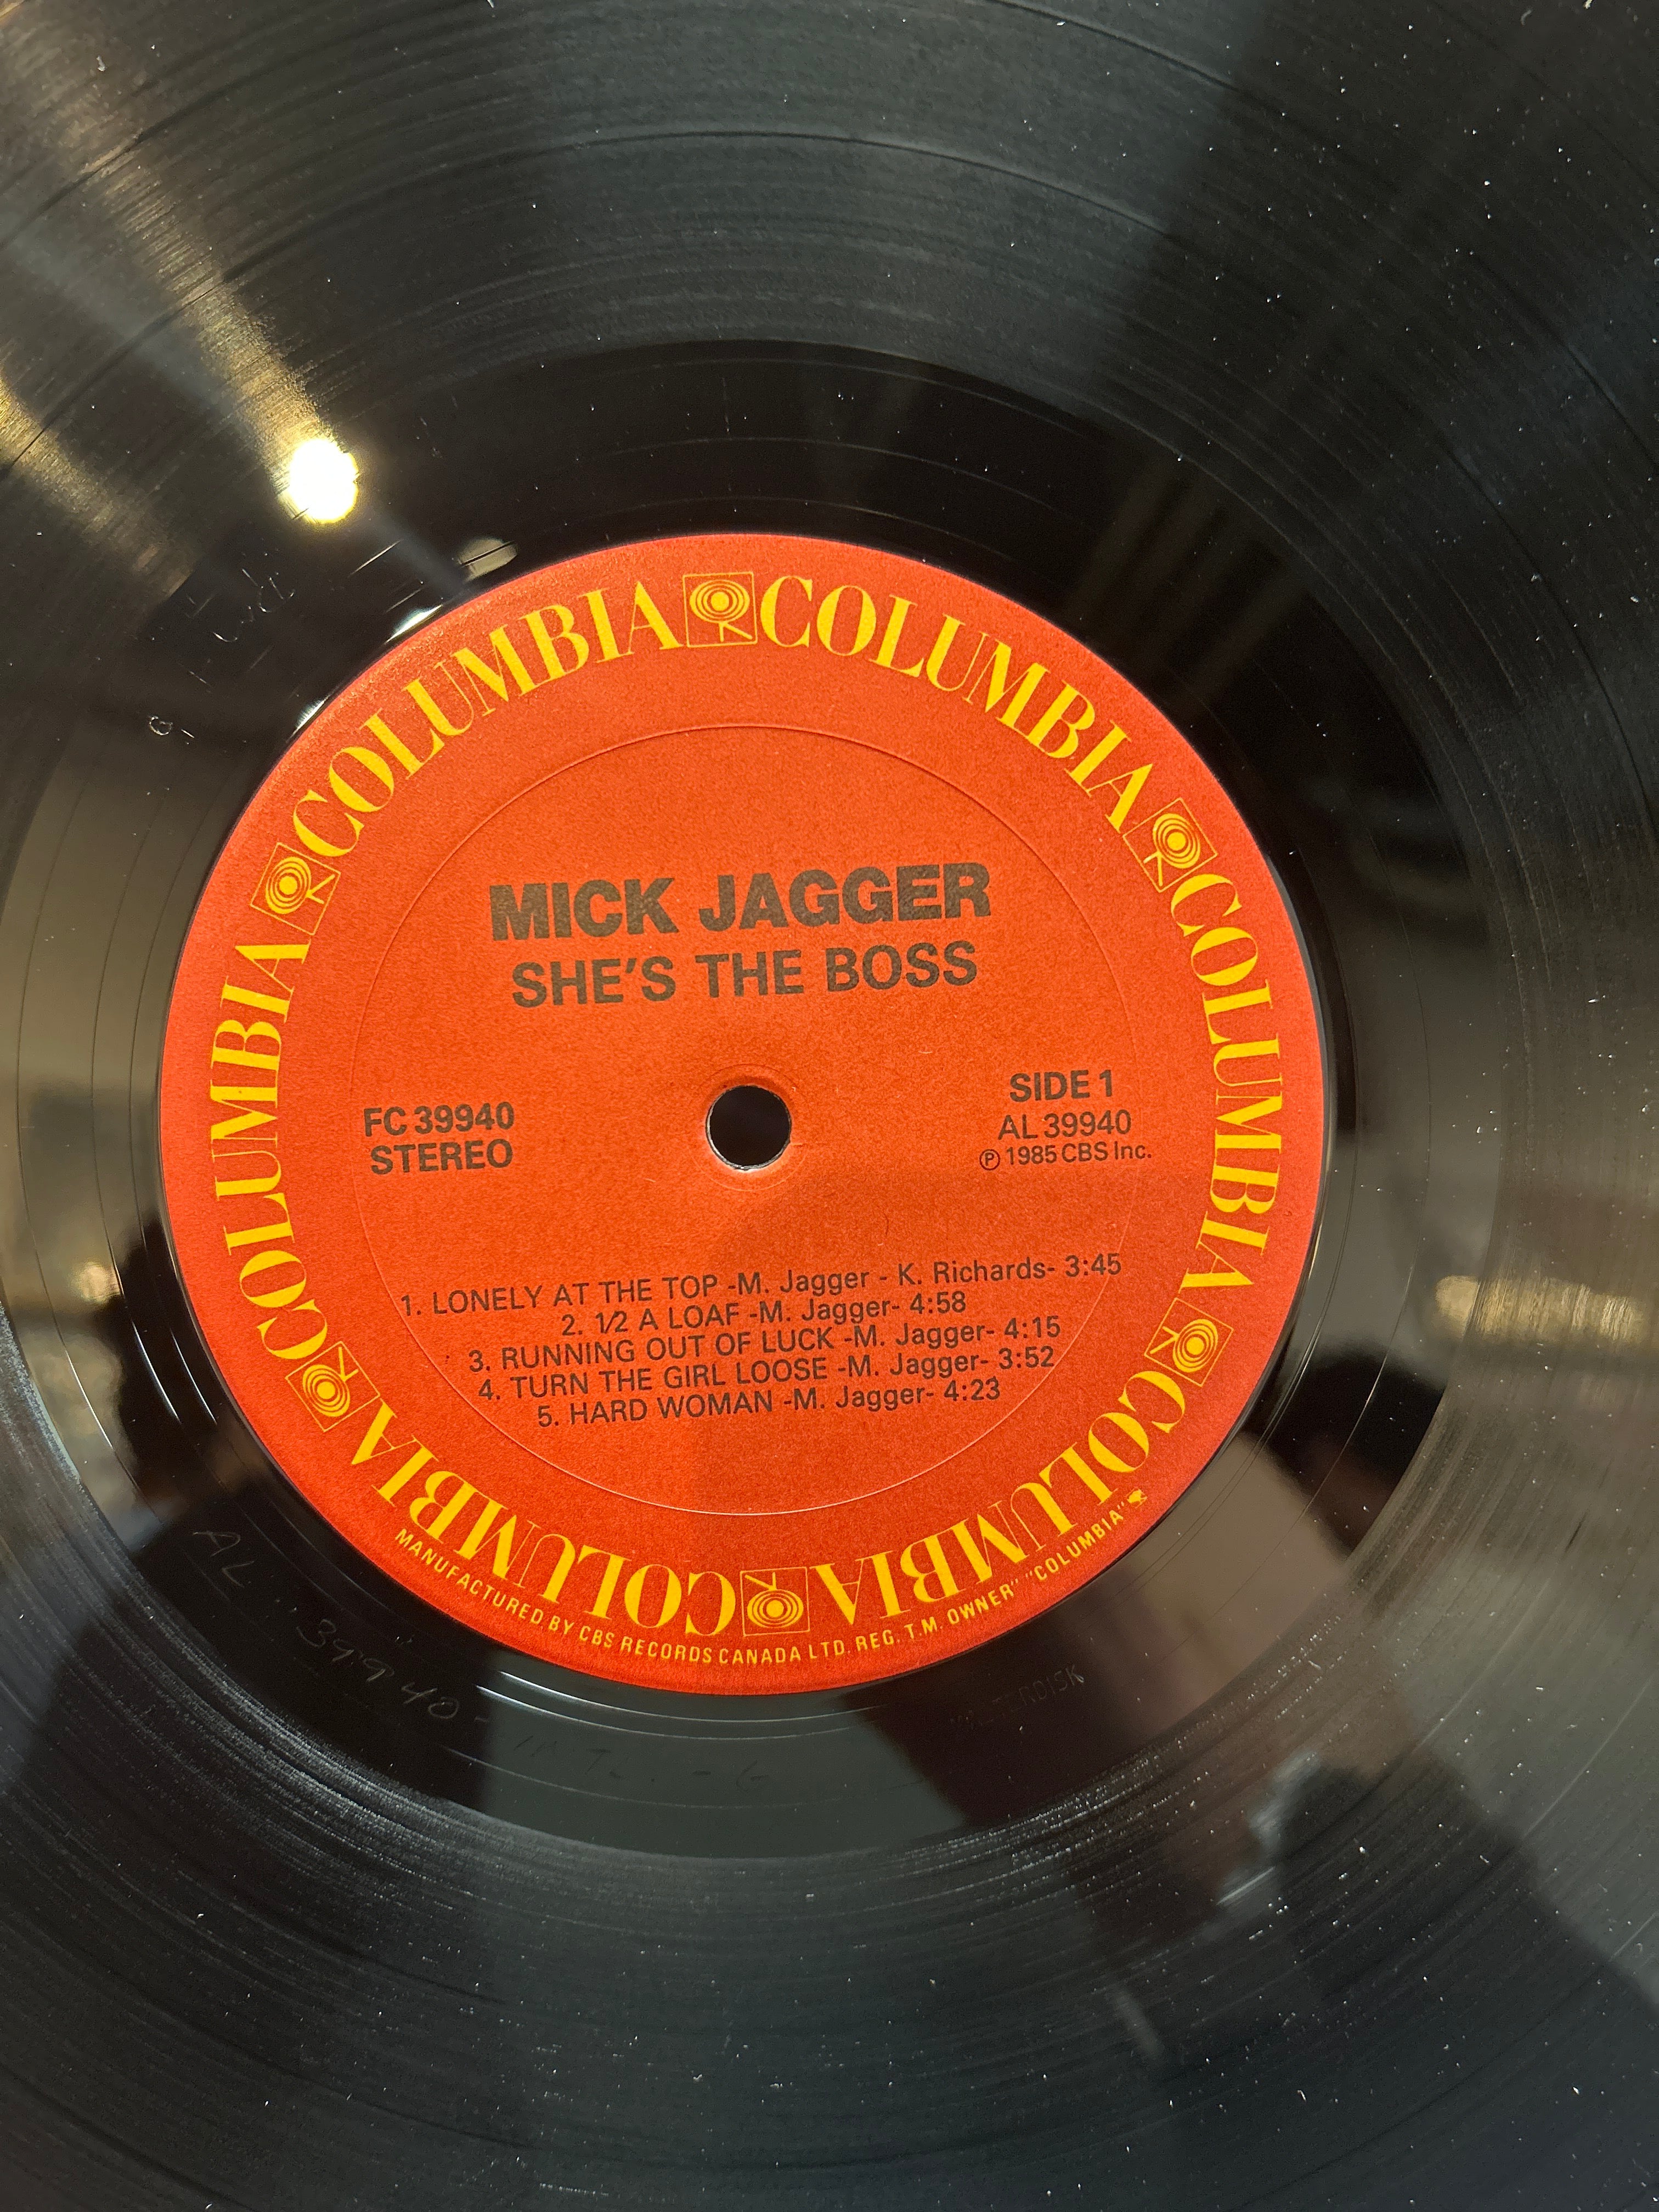 COLUMBIA COLUMBIA COLUMBIA COLUMBIA COLUMBIA COLUMBIA
MICK JAGGER
SHE'S THE BOSS
FC 39940
STEREO
SIDE 1
AL 39940
℗ 1985 CBS Inc.
1. LONELY AT THE TOP -M. Jagger - K. Richards- 3:45
2. 1/2 A LOAF -M. Jagger- 4:58
3. RUNNING OUT OF LUCK -M. Jagger- 4:15
4. TURN THE GIRL LOOSE -M. Jagger- 3:52
5. HARD WOMAN -M. Jagger- 4:23
MANUFACTURED BY CBS RECORDS CANADA LTD. REG. T.M. OWNER" "COLUMBIA"
AL 39940-
G